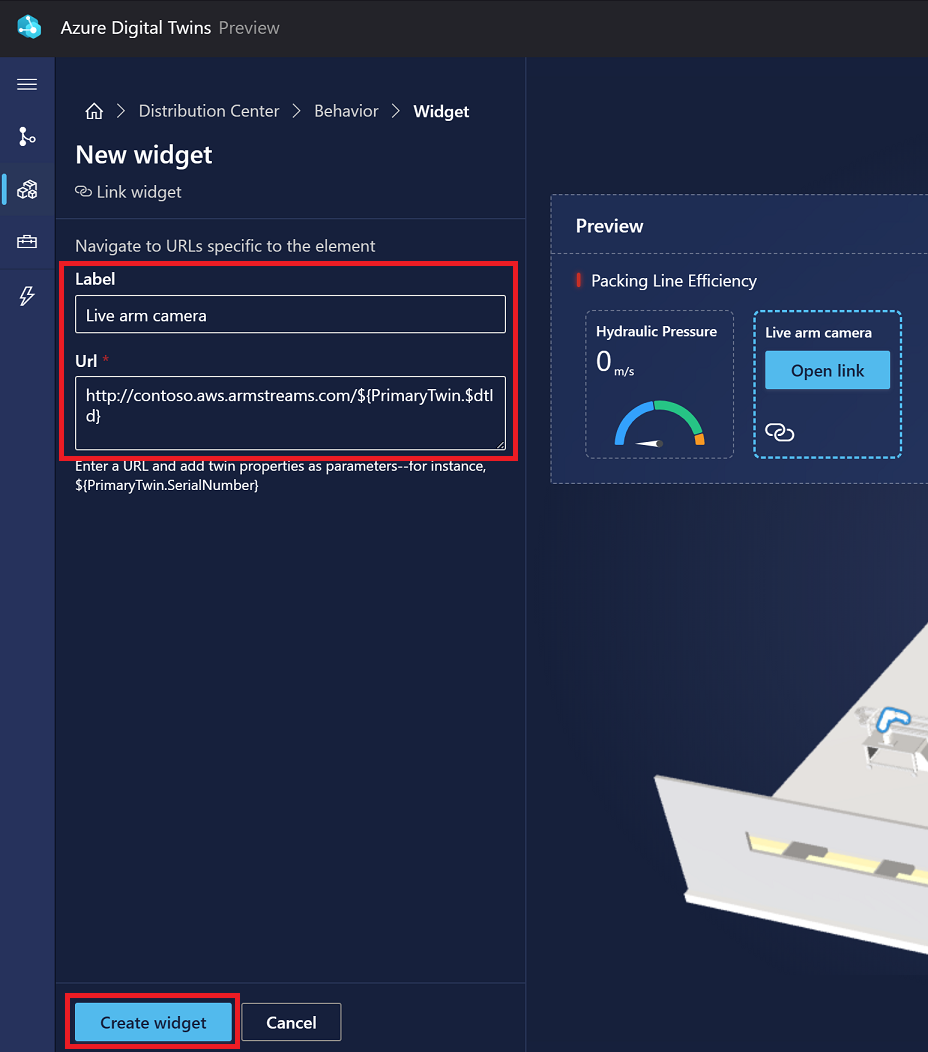 Azure Digital Twins Preview
Distribution Center Behavior Widget
New widget
Link widget
Navigate to URLs specific to the element
Label
Live arm camera
Url *
http://contoso.aws.armstreams.com/${PrimaryTwin.$dtI
d}
Enter a URL and add twin properties as parameters--for instance,
${PrimaryTwin.SerialNumber}
Create widget
Cancel
Preview
Packing Line Efficiency
Hydraulic Pressure
0 m/s
Live arm camera
Open link